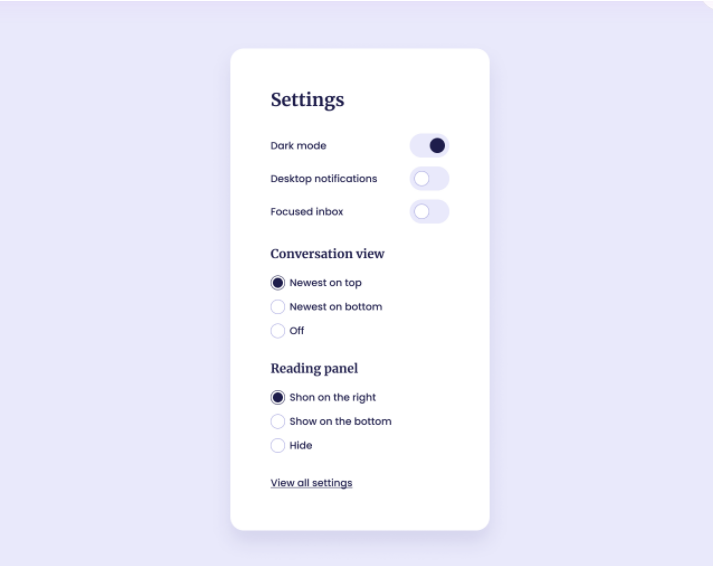 Settings
Dark mode
Desktop notifications
Focused inbox
Conversation view
Newest on top
Newest on bottom
Off
Reading panel
Shon on the right
Show on the bottom
Hide
View all settings